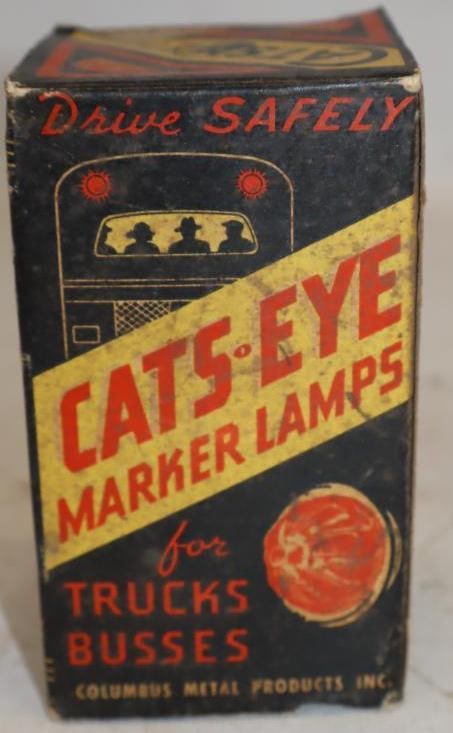 Drive SAFELY
CATS·EYE
MARKER LAMPS
for
TRUCKS
BUSSES
COLUMBUS METAL PRODUCTS INC.